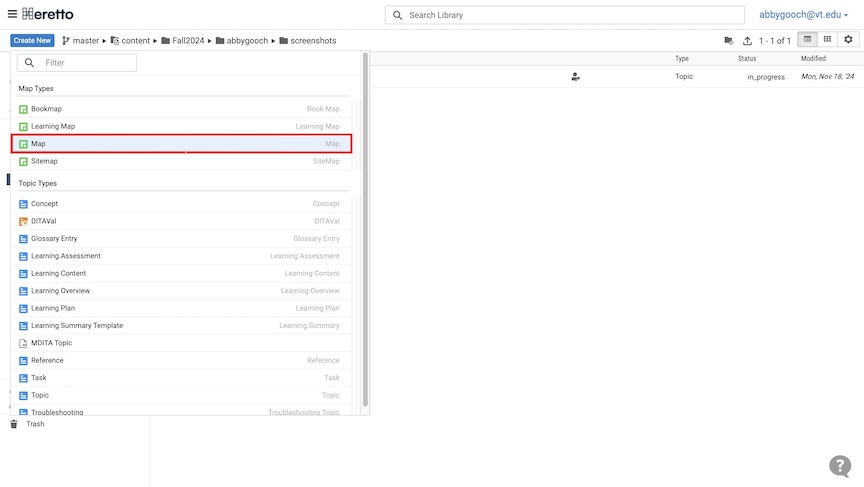 Heretto
Search Library
abbygooch@vt.edu
Create New master content Fall2024 abbygooch screenshots
1 - 1 of 1
Filter
Type Status Modified
Topic in_progress Mon, Nov 18, '24
Map Types
Bookmap Book-Map
Learning Map Learning Map
Map Map
Sitemap SiteMap
Topic Types
Concept Concept
DITAVal DITAVal
Glossary Entry Glossary Entry
Learning Assessment Learning Assessment
Learning Content Learning Content
Learning Overview Learning Overview
Learning Plan Learning Plan
Learning Summary Template Learning Summary
MDITA Topic
Reference Reference
Task Task
Topic Topic
Troubleshooting Troubleshooting Topic
Trash
?